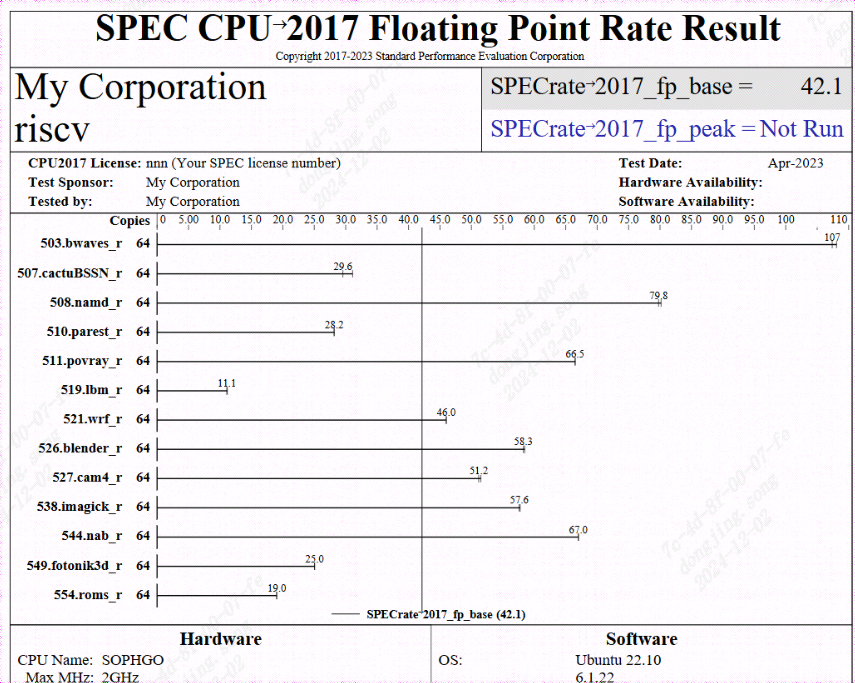 SPEC CPU→2017 Floating Point Rate Result
Copyright 2017-2023 Standard Performance Evaluation Corporation
My Corporation
riscv
SPECrate→2017_fp_base = 42.1
SPECrate→2017_fp_peak = Not Run
CPU2017 License: nnn (Your SPEC license number)
Test Sponsor: My Corporation
Tested by: My Corporation
Test Date: Apr-2023
Hardware Availability:
Software Availability:
Copies 0 5.00 10.0 15.0 20.0 25.0 30.0 35.0 40.0 45.0 50.0 55.0 60.0 65.0 70.0 75.0 80.0 85.0 90.0 95.0 100 110
503.bwaves_r 64 107
507.cactuBSSN_r 64 29.6
508.namd_r 64 79.8
510.parest_r 64 28.2
511.povray_r 64 66.5
519.lbm_r 64 11.1
521.wrf_r 64 46.0
526.blender_r 64 58.3
527.cam4_r 64 51.2
538.imagick_r 64 57.6
544.nab_r 64 67.0
549.fotonik3d_r 64 25.0
554.roms_r 64 19.0
SPECrate→2017_fp_base (42.1)
Hardware
CPU Name: SOPHGO
Max MHz: 2GHz
Software
OS: Ubuntu 22.10
6.1.22
7c-4d-8f-00-07-fe
dongjing.song
2024-12-02